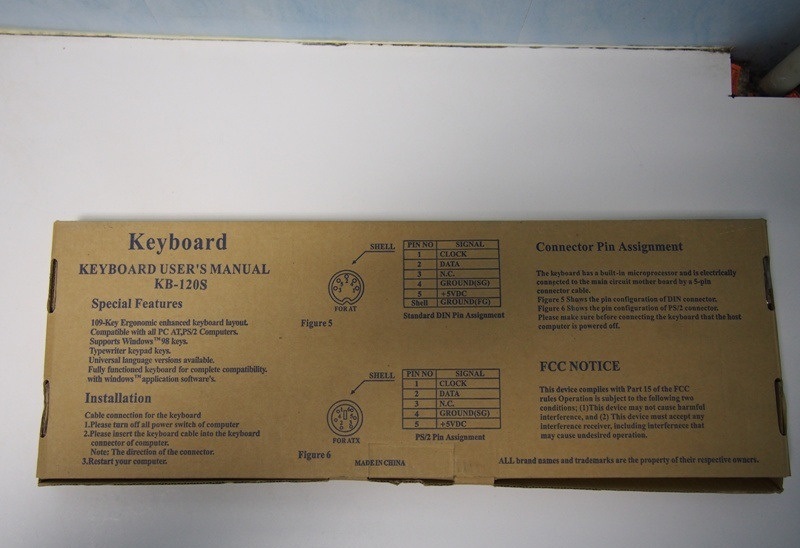 Keyboard
KEYBOARD USER'S MANUAL
KB-120S
Special Features
109-Key Ergonomic enhanced keyboard layout.
Compatible with all PC AT,PS/2 Computers.
Supports Windows™98 keys.
Typewriter keypad keys.
Universal language versions available.
Fully functioned keyboard for complete compatibility.
with windows™application software's.
Installation
Cable connection for the keyboard
1.Please turn off all power switch of computer
2.Please insert the keyboard cable into the keyboard
connector of computer.
Note: The direction of the connector.
3.Restart your computer.
SHELL
FOR AT
Figure 5
PIN NO SIGNAL
1 CLOCK
2 DATA
3 N.C.
4 GROUND(SG)
5 +5VDC
Shell GROUND(FG)
Standard DIN Pin Assignment
SHELL
FOR ATX
Figure 6
PIN NO SIGNAL
1 CLOCK
2 DATA
3 N.C.
4 GROUND(SG)
5 +5VDC
PS/2 Pin Assignment
MADE IN CHINA
Connector Pin Assignment
The keyboard has a built-in microprocessor and is electrically
connected to the main circuit mother board by a 5-pin
connector cable.
Figure 5 Shows the pin configuration of DIN connector.
Figure 6 Shows the pin configuration of PS/2 connector.
Please make sure before connecting the keyboard that the host
computer is powered off.
FCC NOTICE
This device complies with Part 15 of the FCC
rules Operation is subject to the following two
conditions; (1)This device may not cause harmful
interference, and (2) This device must accept any
interference receiver, including interferences that
may cause undesired operation.
ALL brand names and trademarks are the property of their respective owners.